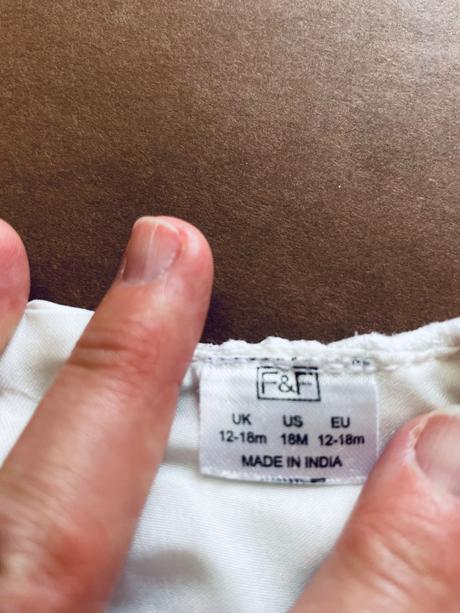 F&F
UK US EU
12-18m 18M 12-18m
MADE IN INDIA